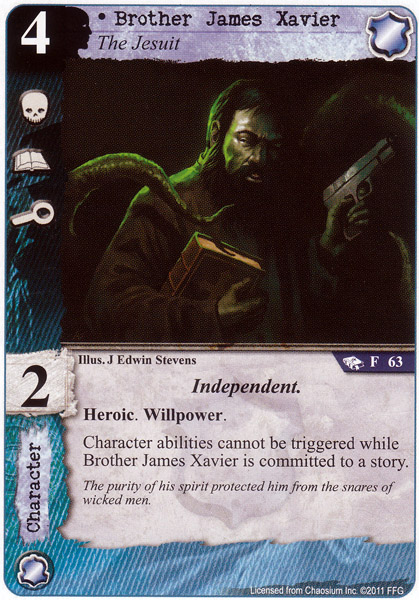 4
• Brother James Xavier
The Jesuit
Illus. J Edwin Stevens
F 63
2
Independent.
Heroic. Willpower.
Character abilities cannot be triggered while
Brother James Xavier is committed to a story.
The purity of his spirit protected him from the snares of
wicked men.
Character
Licensed from Chaosium Inc. ©2011 FFG